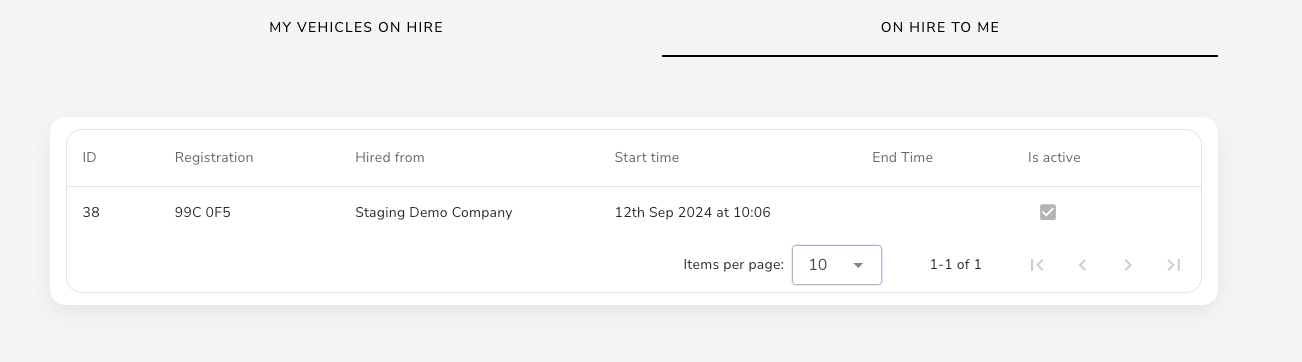 MY VEHICLES ON HIRE ON HIRE TO ME
ID Registration Hired from Start time End Time Is active
38 99C 0F5 Staging Demo Company 12th Sep 2024 at 10:06
Items per page: 10 1-1 of 1